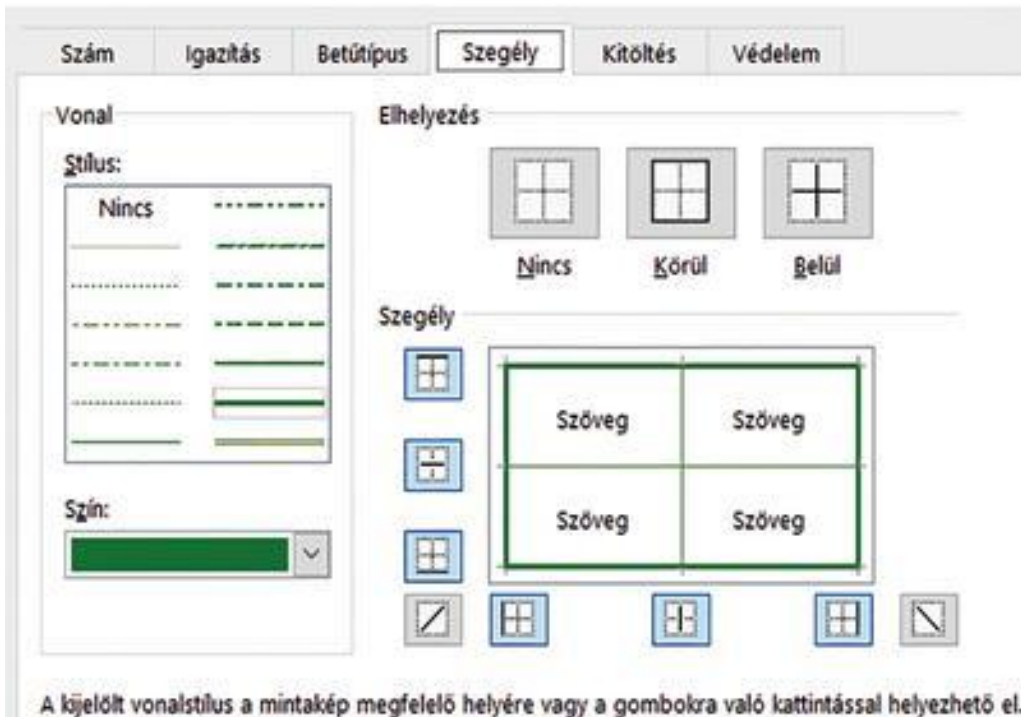 Szám Igazítás Betűtípus Szegély Kitöltés Védelem
Vonal
Stílus:
Nincs
Szín:
Elhelyezés
Nincs Körül Belül
Szegély
Szöveg Szöveg
Szöveg Szöveg
A kijelölt vonalstílus a mintakép megfelelő helyére vagy a gombokra való kattintással helyezhető el.